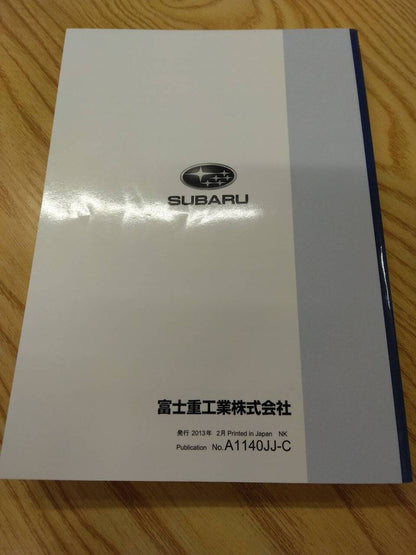 SUBARU
富士重工業株式会社
発行 2013年 2月 Printed in Japan NK
Publication No.A1140JJ-C